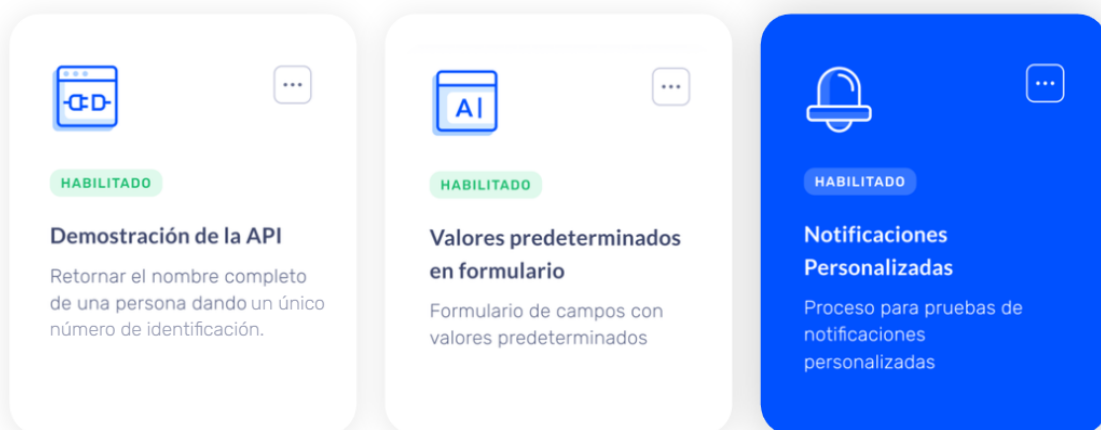 HABILITADO
Demostración de la API
Retornar el nombre completo
de una persona dando un único
número de identificación.
AI
HABILITADO
Valores predeterminados
en formulario
Formulario de campos con
valores predeterminados
HABILITADO
Notificaciones
Personalizadas
Proceso para pruebas de
notificaciones
personalizadas